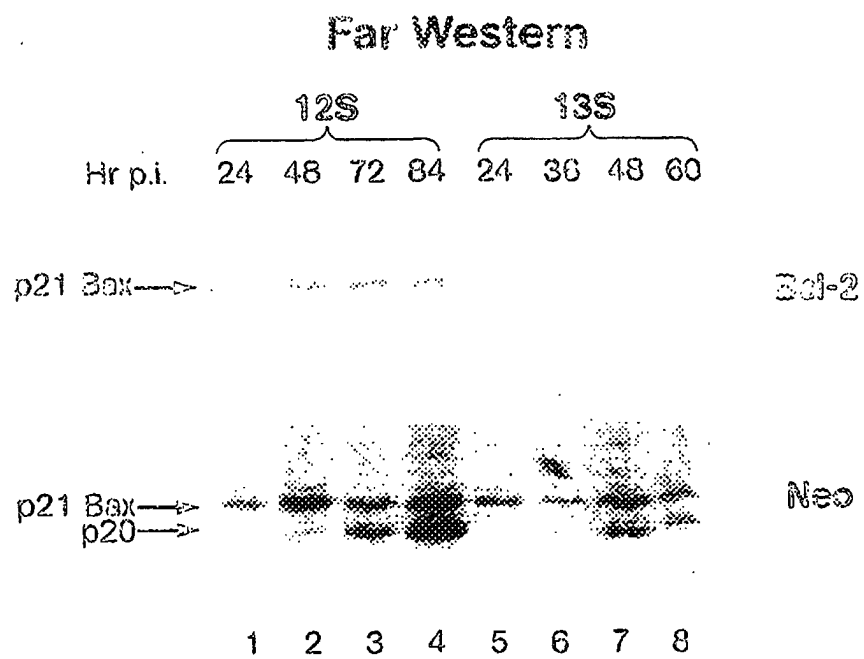 Far Western
12S 13S
Hr p.i. 24 48 72 84 24 36 48 60
p21 Bax Bcl-2
p21 Bax Neo
p20
1 2 3 4 5 6 7 8